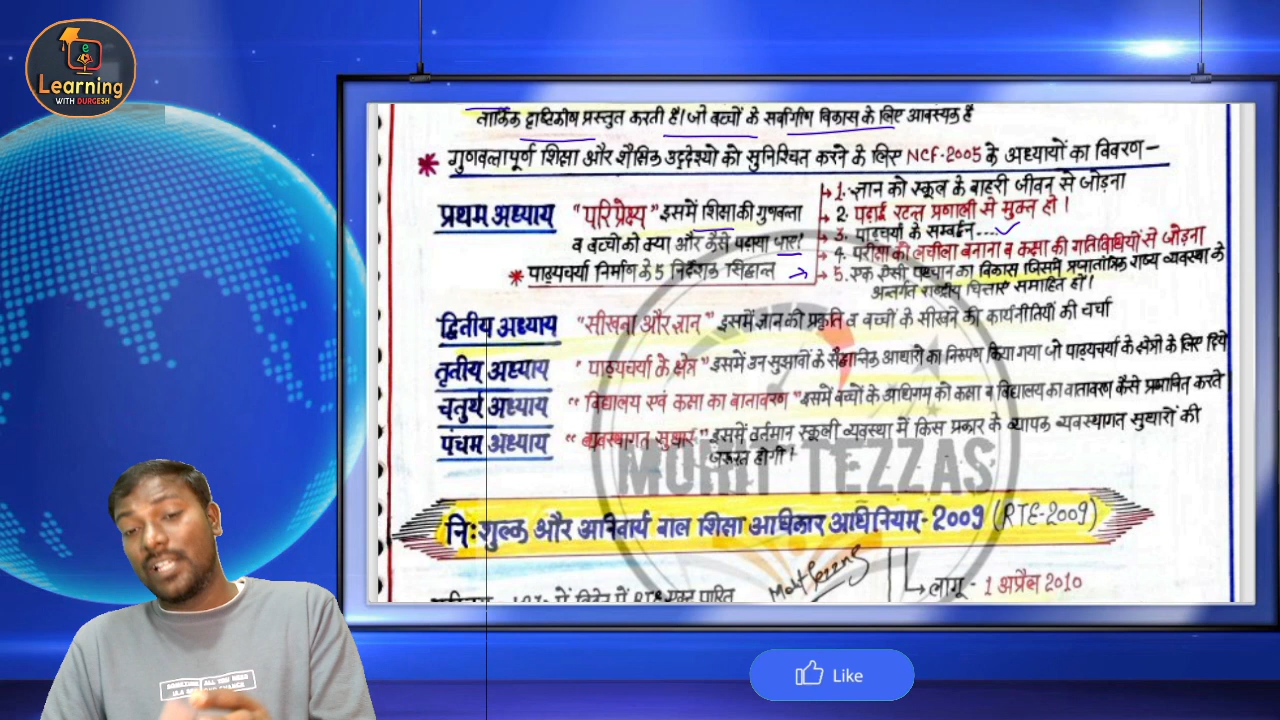 e
Learning
WITH DURGESH
तार्किक दृष्टिकोण प्रस्तुत करती है। जो बच्चों के सर्वांगीण विकास के लिए आवश्यक है
* गुणवत्तापूर्ण शिक्षा और शैक्षिक उद्देश्यो को सुनिश्चित करने के लिए NCF-2005 के अध्यायों का विवरण—
प्रथम अध्याय "परिप्रेक्ष्य" इसमें शिक्षा की गुणवत्ता
व बच्चों को क्या और कैसे पढ़ाया जाए।
* पाठ्यचर्या निर्माण के 5 निर्देशक सिद्धान्त →
1. ज्ञान को स्कूल के बाहरी जीवन से जोड़ना
2. पढ़ाई रटन्त प्रणाली से मुक्त हो।
3. पाठ्यचर्या के सम्बर्द्धन...
4. परीक्षा को लचीला बनाना व कक्षा की गतिविधियों से जोड़ना
5. एक ऐसी पहचान का विकास जिसमें प्रजातांत्रिक राज्य व्यवस्था के
अन्तर्गत राष्ट्रीय चिन्ताएं समाहित हों।
द्वितीय अध्याय "सीखना और ज्ञान" इसमें ज्ञान की प्रकृति व बच्चों के सीखने की कार्यनीतियों की चर्चा
तृतीय अध्याय "पाठ्यचर्या के क्षेत्र" इसमें उन सुझावों के सैद्धान्तिक आधारों का निरूपण किया गया जो पाठ्यचर्या के क्षेत्रों के लिए दिये
चतुर्थ अध्याय "विद्यालय एवं कक्षा का वातावरण" इसमें बच्चों के अधिगम को कक्षा व विद्यालय का वातावरण कैसे प्रभावित करते
पंचम अध्याय "व्यवस्थागत सुधार" इसमें वर्तमान स्कूली व्यवस्था में किस प्रकार के व्यापक व्यवस्थागत सुधारों की
जरूरत होगी।
MOHIT TEZZAS
निःशुल्क और अनिवार्य बाल शिक्षा अधिकार अधिनियम- 2009 (RTE-2009)
लागू - 1 अप्रैल 2010
Like